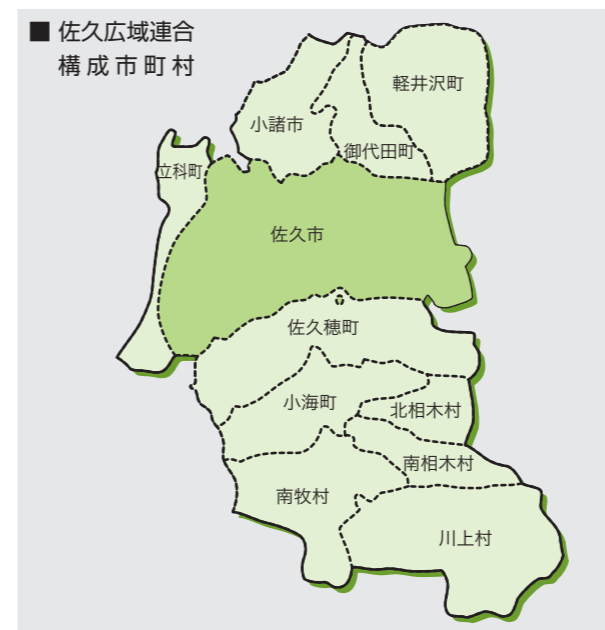 ■ 佐久広域連合
構成市町村
軽井沢町
小諸市
御代田町
立科町
佐久市
佐久穂町
小海町
北相木村
南相木村
南牧村
川上村